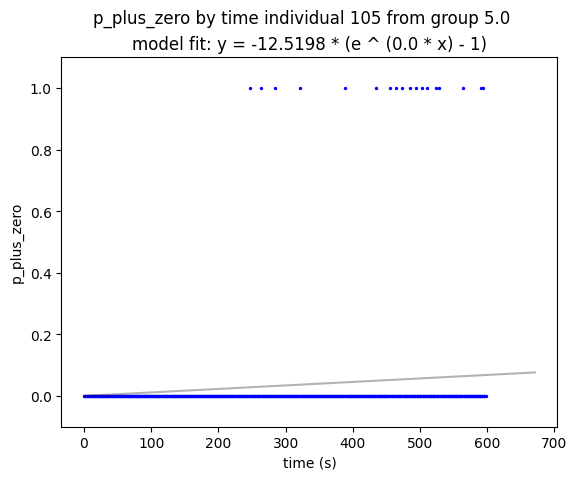 p_plus_zero by time individual 105 from group 5.0
model fit: y = -12.5198 * (e ^ (0.0 * x) - 1)
1.0
0.8
0.6
0.4
0.2
0.0
p_plus_zero
0 100 200 300 400 500 600 700
time (s)